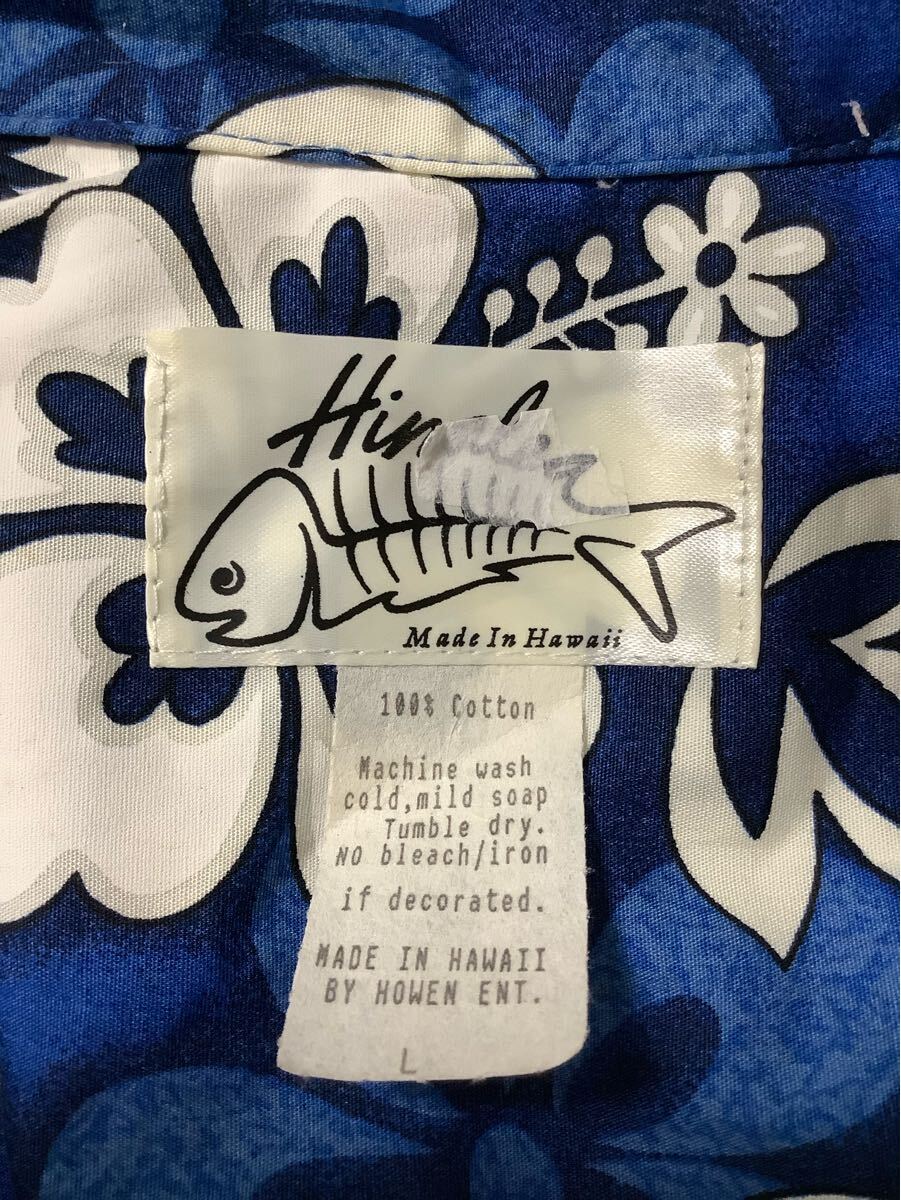 Made In Hawaii
100% Cotton
Machine wash
cold,mild soap
Tumble dry.
NO bleach/iron
if decorated.
MADE IN HAWAII
BY HOWEN ENT.
L